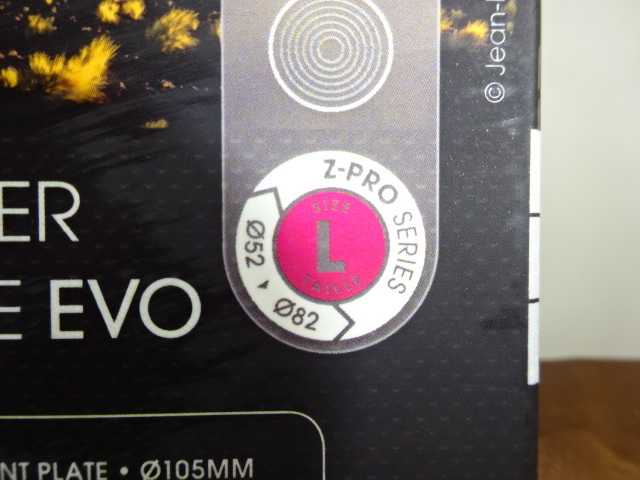 © Jean-
Z-PRO SERIES
SIZE
L
TAILLE
Ø52 ▸ Ø82
ER
E EVO
NT PLATE • Ø105MM